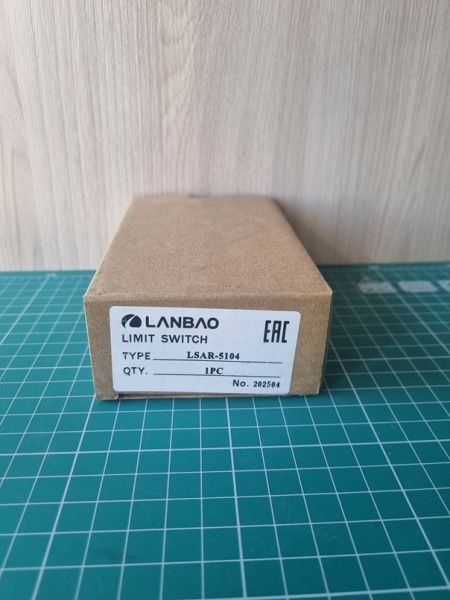 LANBAO
EAC
LIMIT SWITCH
TYPE LSAR-5104
QTY. 1PC
No. 202504